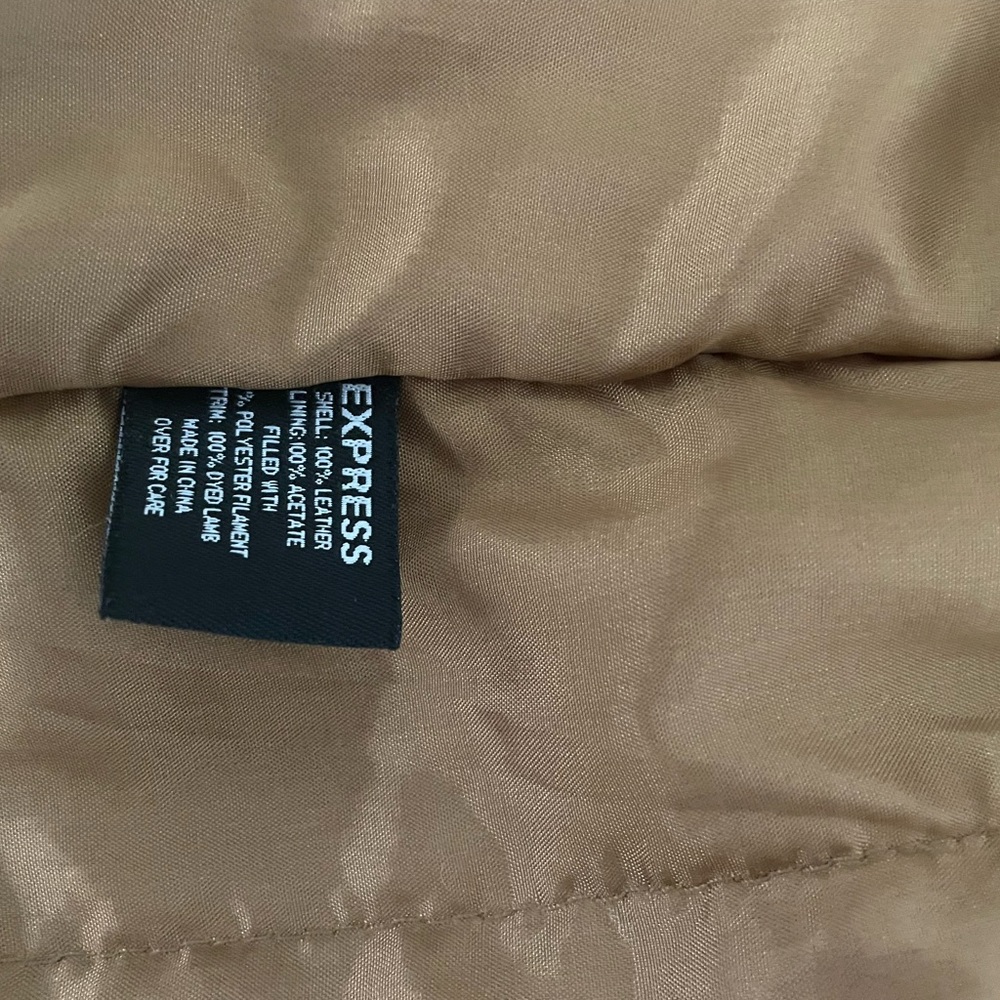 EXPRESS
SHELL: 100% LEATHER
LINING: 100% ACETATE
FILLED WITH
% POLYESTER FILAMENT
TRIM: 100% DYED LAMB
MADE IN CHINA
OVER FOR CARE